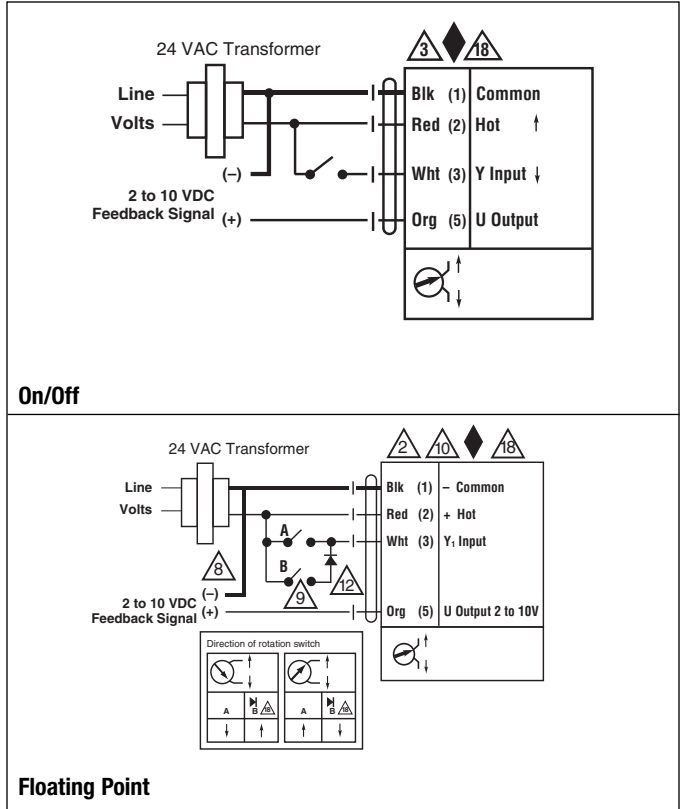 24 VAC Transformer
3 18
Line
Volts
Blk (1) Common
Red (2) Hot ↑
(–)
Wht (3) Y Input ↓
2 to 10 VDC
Feedback Signal (+)
Org (5) U Output
On/Off
24 VAC Transformer
2 10 18
Line
Volts
Blk (1) – Common
Red (2) + Hot
A
Wht (3) Y₁ Input
8
B
9
12
(–)
2 to 10 VDC
Feedback Signal (+)
Org (5) U Output 2 to 10V
Direction of rotation switch
A B 18 A B 18
↓ ↑ ↑ ↓
Floating Point